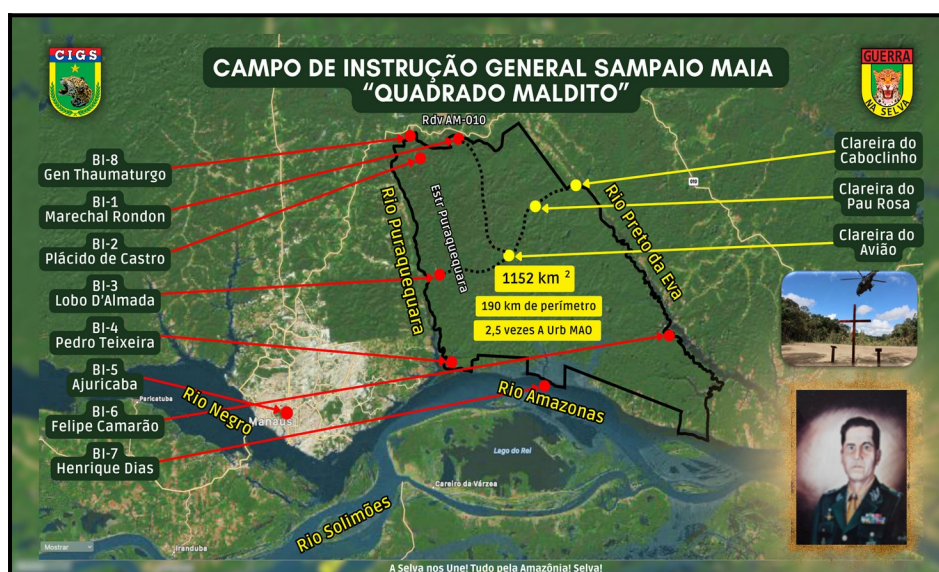 CIGS
CAMPO DE INSTRUÇÃO GENERAL SAMPAIO MAIA
“QUADRADO MALDITO”
GUERRA
NA SELVA
Rdv AM-010
BI-8
Gen Thaumaturgo
BI-1
Marechal Rondon
BI-2
Plácido de Castro
BI-3
Lobo D’Almada
BI-4
Pedro Teixeira
BI-5
Ajuricaba
BI-6
Felipe Camarão
BI-7
Henrique Dias
Clareira do
Caboclinho
Clareira do
Pau Rosa
Clareira do
Avião
010
Rio Puraquequara
Estr Puraquequara
Rio Preto da Eva
1152 km 2
190 km de perímetro
2,5 vezes A Urb MAO
Rio Negro
Rio Amazonas
Rio Solimões
Paricatuba
Manaus
Lago do Rei
Careiro da Várzea
Iranduba
Mostrar
A Selva nos Une! Tudo pela Amazônia! Selva!